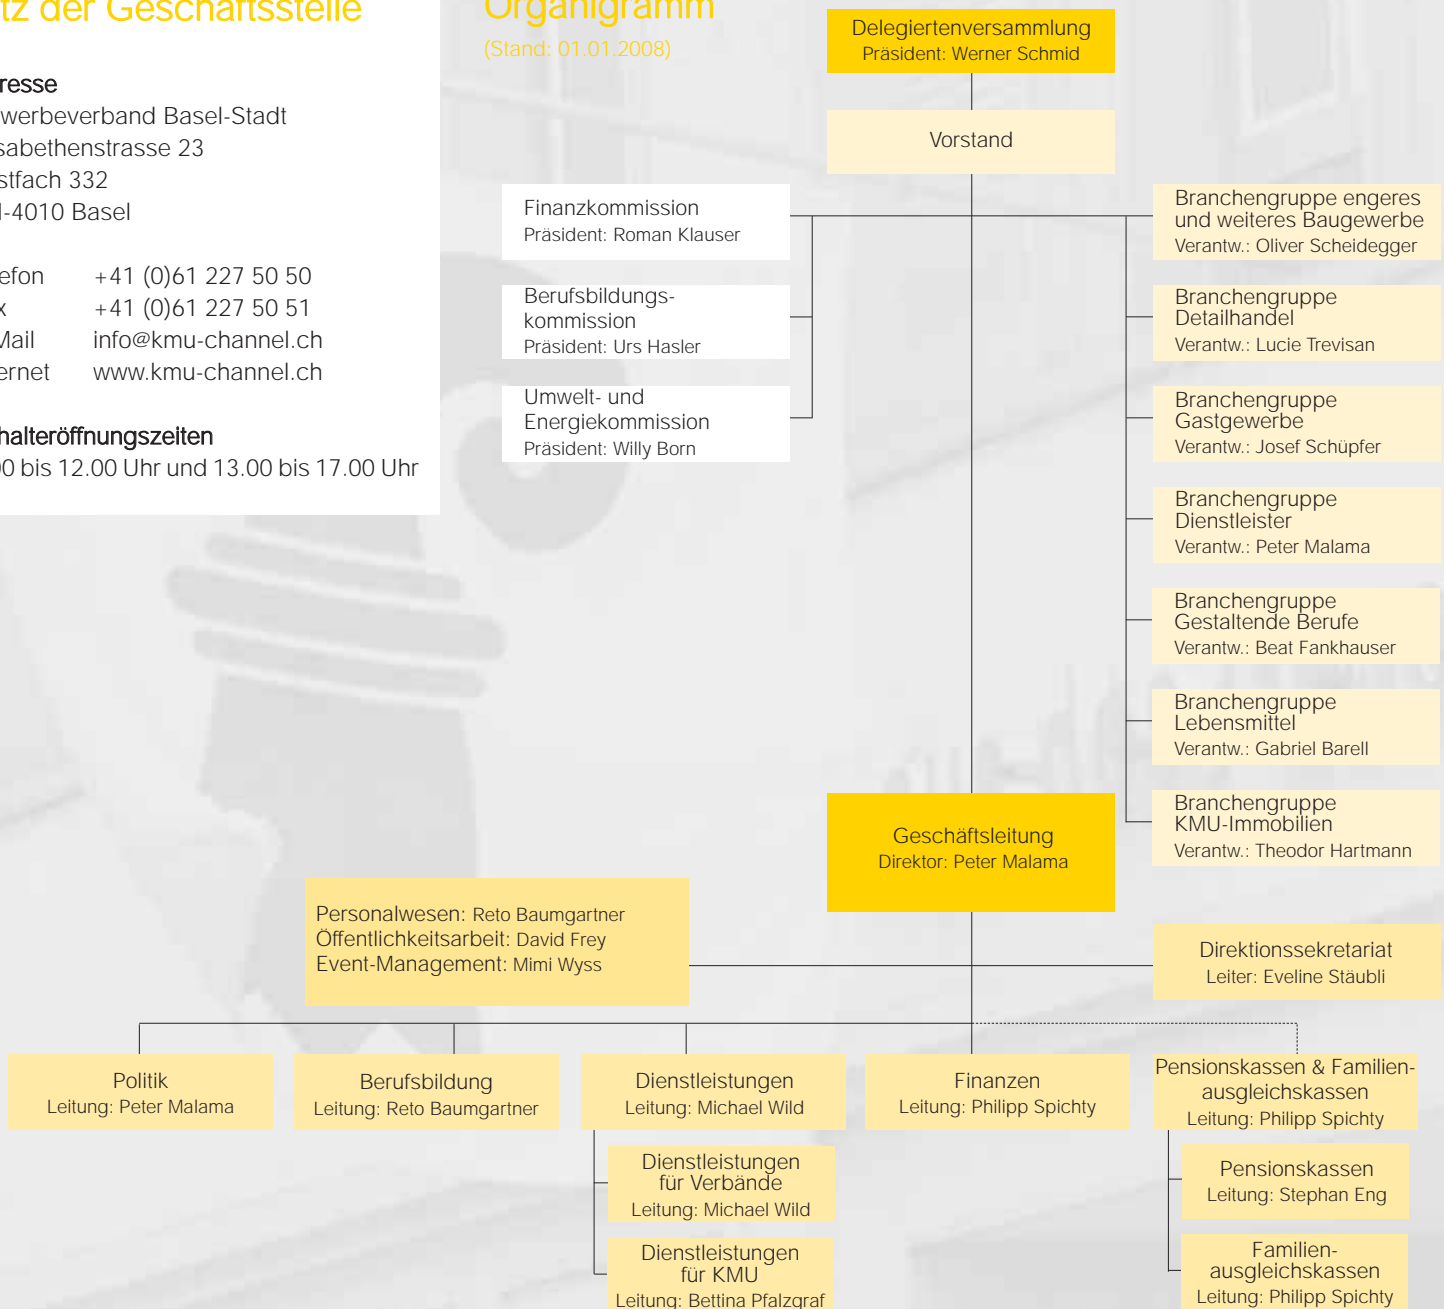 tz der Geschäftsstelle
resse
werbeverband Basel-Stadt
sabethenstrasse 23
stfach 332
-4010 Basel
efon +41 (0)61 227 50 50
x +41 (0)61 227 50 51
Mail info@kmu-channel.ch
ernet www.kmu-channel.ch
halteröffnungszeiten
00 bis 12.00 Uhr und 13.00 bis 17.00 Uhr
Organigramm
(Stand: 01.01.2008)
Delegiertenversammlung
Präsident: Werner Schmid
Vorstand
Finanzkommission
Präsident: Roman Klauser
Berufsbildungs-
kommission
Präsident: Urs Hasler
Umwelt- und
Energiekommission
Präsident: Willy Born
Branchengruppe engeres
und weiteres Baugewerbe
Verantw.: Oliver Scheidegger
Branchengruppe
Detailhandel
Verantw.: Lucie Trevisan
Branchengruppe
Gastgewerbe
Verantw.: Josef Schüpfer
Branchengruppe
Dienstleister
Verantw.: Peter Malama
Branchengruppe
Gestaltende Berufe
Verantw.: Beat Fankhauser
Branchengruppe
Lebensmittel
Verantw.: Gabriel Barell
Branchengruppe
KMU-Immobilien
Verantw.: Theodor Hartmann
Geschäftsleitung
Direktor: Peter Malama
Personalwesen: Reto Baumgartner
Öffentlichkeitsarbeit: David Frey
Event-Management: Mimi Wyss
Direktionssekretariat
Leiter: Eveline Stäubli
Politik
Leitung: Peter Malama
Berufsbildung
Leitung: Reto Baumgartner
Dienstleistungen
Leitung: Michael Wild
Finanzen
Leitung: Philipp Spichty
Pensionskassen & Familien-
ausgleichskassen
Leitung: Philipp Spichty
Dienstleistungen
für Verbände
Leitung: Michael Wild
Dienstleistungen
für KMU
Leitung: Bettina Pfalzgraf
Pensionskassen
Leitung: Stephan Eng
Familien-
ausgleichskassen
Leitung: Philipp Spichty